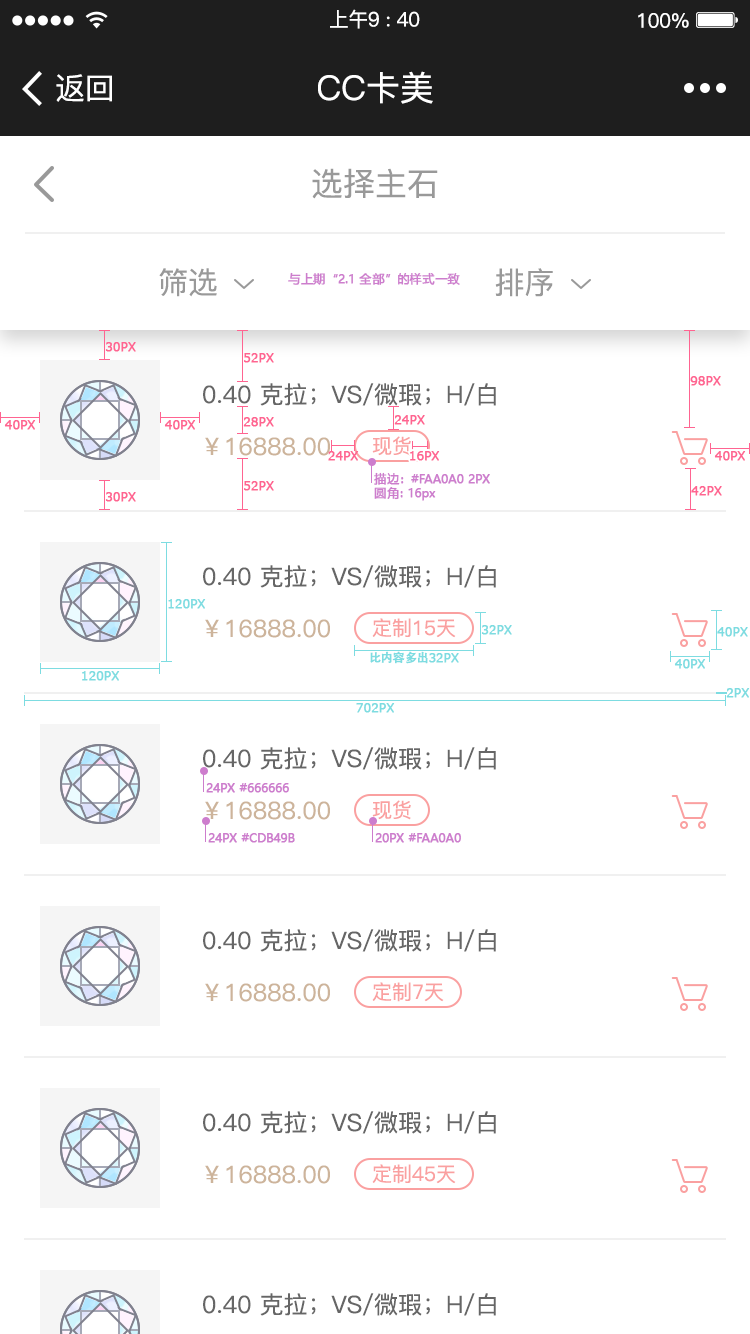 上午9 : 40
100%
返回
CC卡美
选择主石
筛选
与上期 "2.1 全部" 的样式一致
排序
30PX
52PX
98PX
0.40 克拉；VS/微瑕；H/白
40PX
40PX
28PX
24PX
¥ 16888.00
24PX
现货
16PX
40PX
描边：#FAA0A0 2PX
圆角: 16px
30PX
52PX
42PX
0.40 克拉；VS/微瑕；H/白
120PX
¥ 16888.00
定制15天
32PX
40PX
比内容多出32PX
40PX
120PX
2PX
702PX
0.40 克拉；VS/微瑕；H/白
24PX #666666
¥ 16888.00
现货
24PX #CDB49B
20PX #FAA0A0
0.40 克拉；VS/微瑕；H/白
¥ 16888.00
定制7天
0.40 克拉；VS/微瑕；H/白
¥ 16888.00
定制45天
0.40 克拉；VS/微瑕；H/白